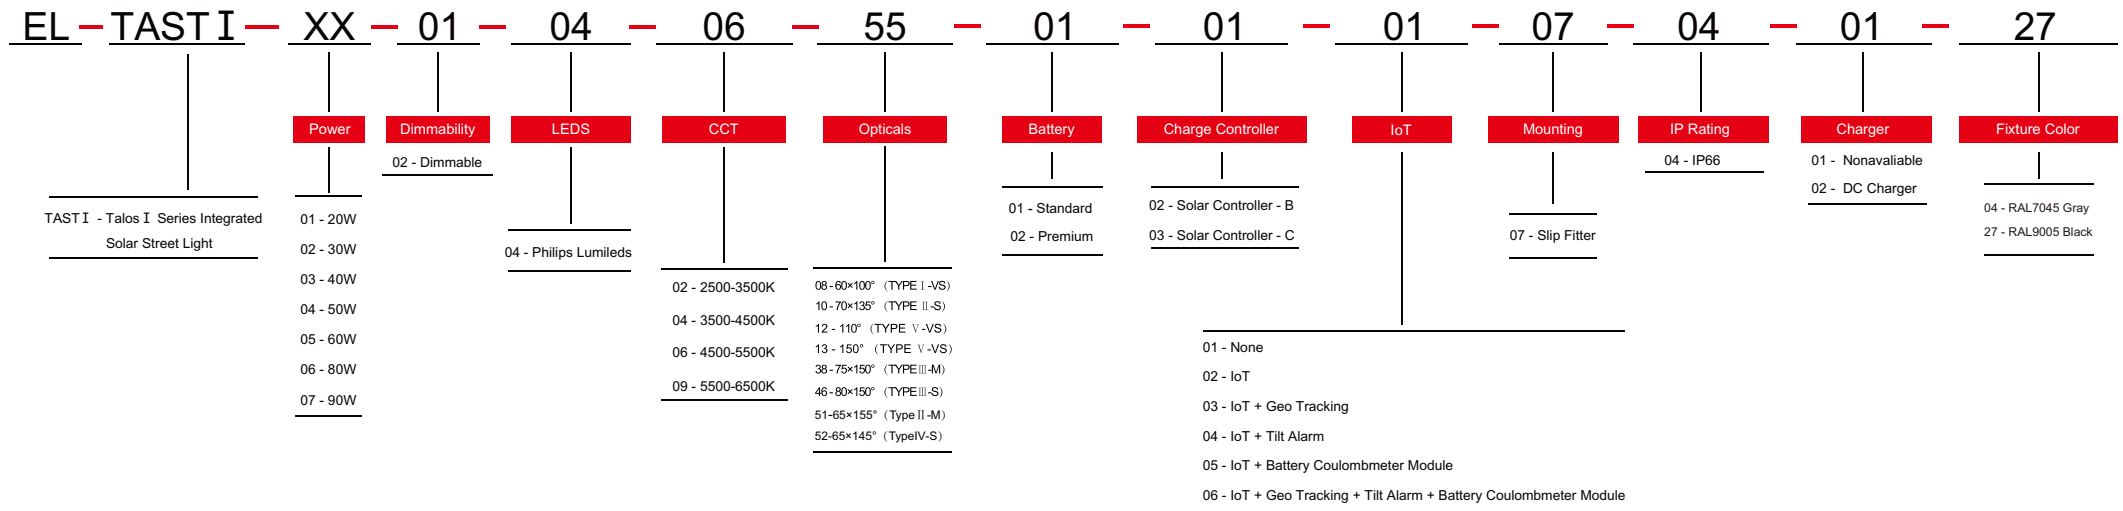 EL - TASTⅠ - XX - 01 - 04 - 06 - 55 - 01 - 01 - 01 - 07 - 04 - 01 - 27
TASTⅠ - Talos Ⅰ Series Integrated
Solar Street Light
Power
01 - 20W
02 - 30W
03 - 40W
04 - 50W
05 - 60W
06 - 80W
07 - 90W
Dimmability
02 - Dimmable
LEDS
04 - Philips Lumileds
CCT
02 - 2500-3500K
04 - 3500-4500K
06 - 4500-5500K
09 - 5500-6500K
Opticals
08-60×100° (TYPE Ⅰ-VS)
10-70×135° (TYPE Ⅱ-S)
12 - 110° (TYPE Ⅴ-VS)
13 - 150° (TYPE Ⅴ-VS)
38-75×150° (TYPEⅢ-M)
46-80×150° (TYPEⅢ-S)
51-65×155° (Type Ⅱ-M)
52-65×145° (TypeIV-S)
Battery
01 - Standard
02 - Premium
Charge Controller
02 - Solar Controller - B
03 - Solar Controller - C
IoT
01 - None
02 - IoT
03 - IoT + Geo Tracking
04 - IoT + Tilt Alarm
05 - IoT + Battery Coulombmeter Module
06 - IoT + Geo Tracking + Tilt Alarm + Battery Coulombmeter Module
Mounting
07 - Slip Fitter
IP Rating
04 - IP66
Charger
01 - Nonavaliable
02 - DC Charger
Fixture Color
04 - RAL7045 Gray
27 - RAL9005 Black